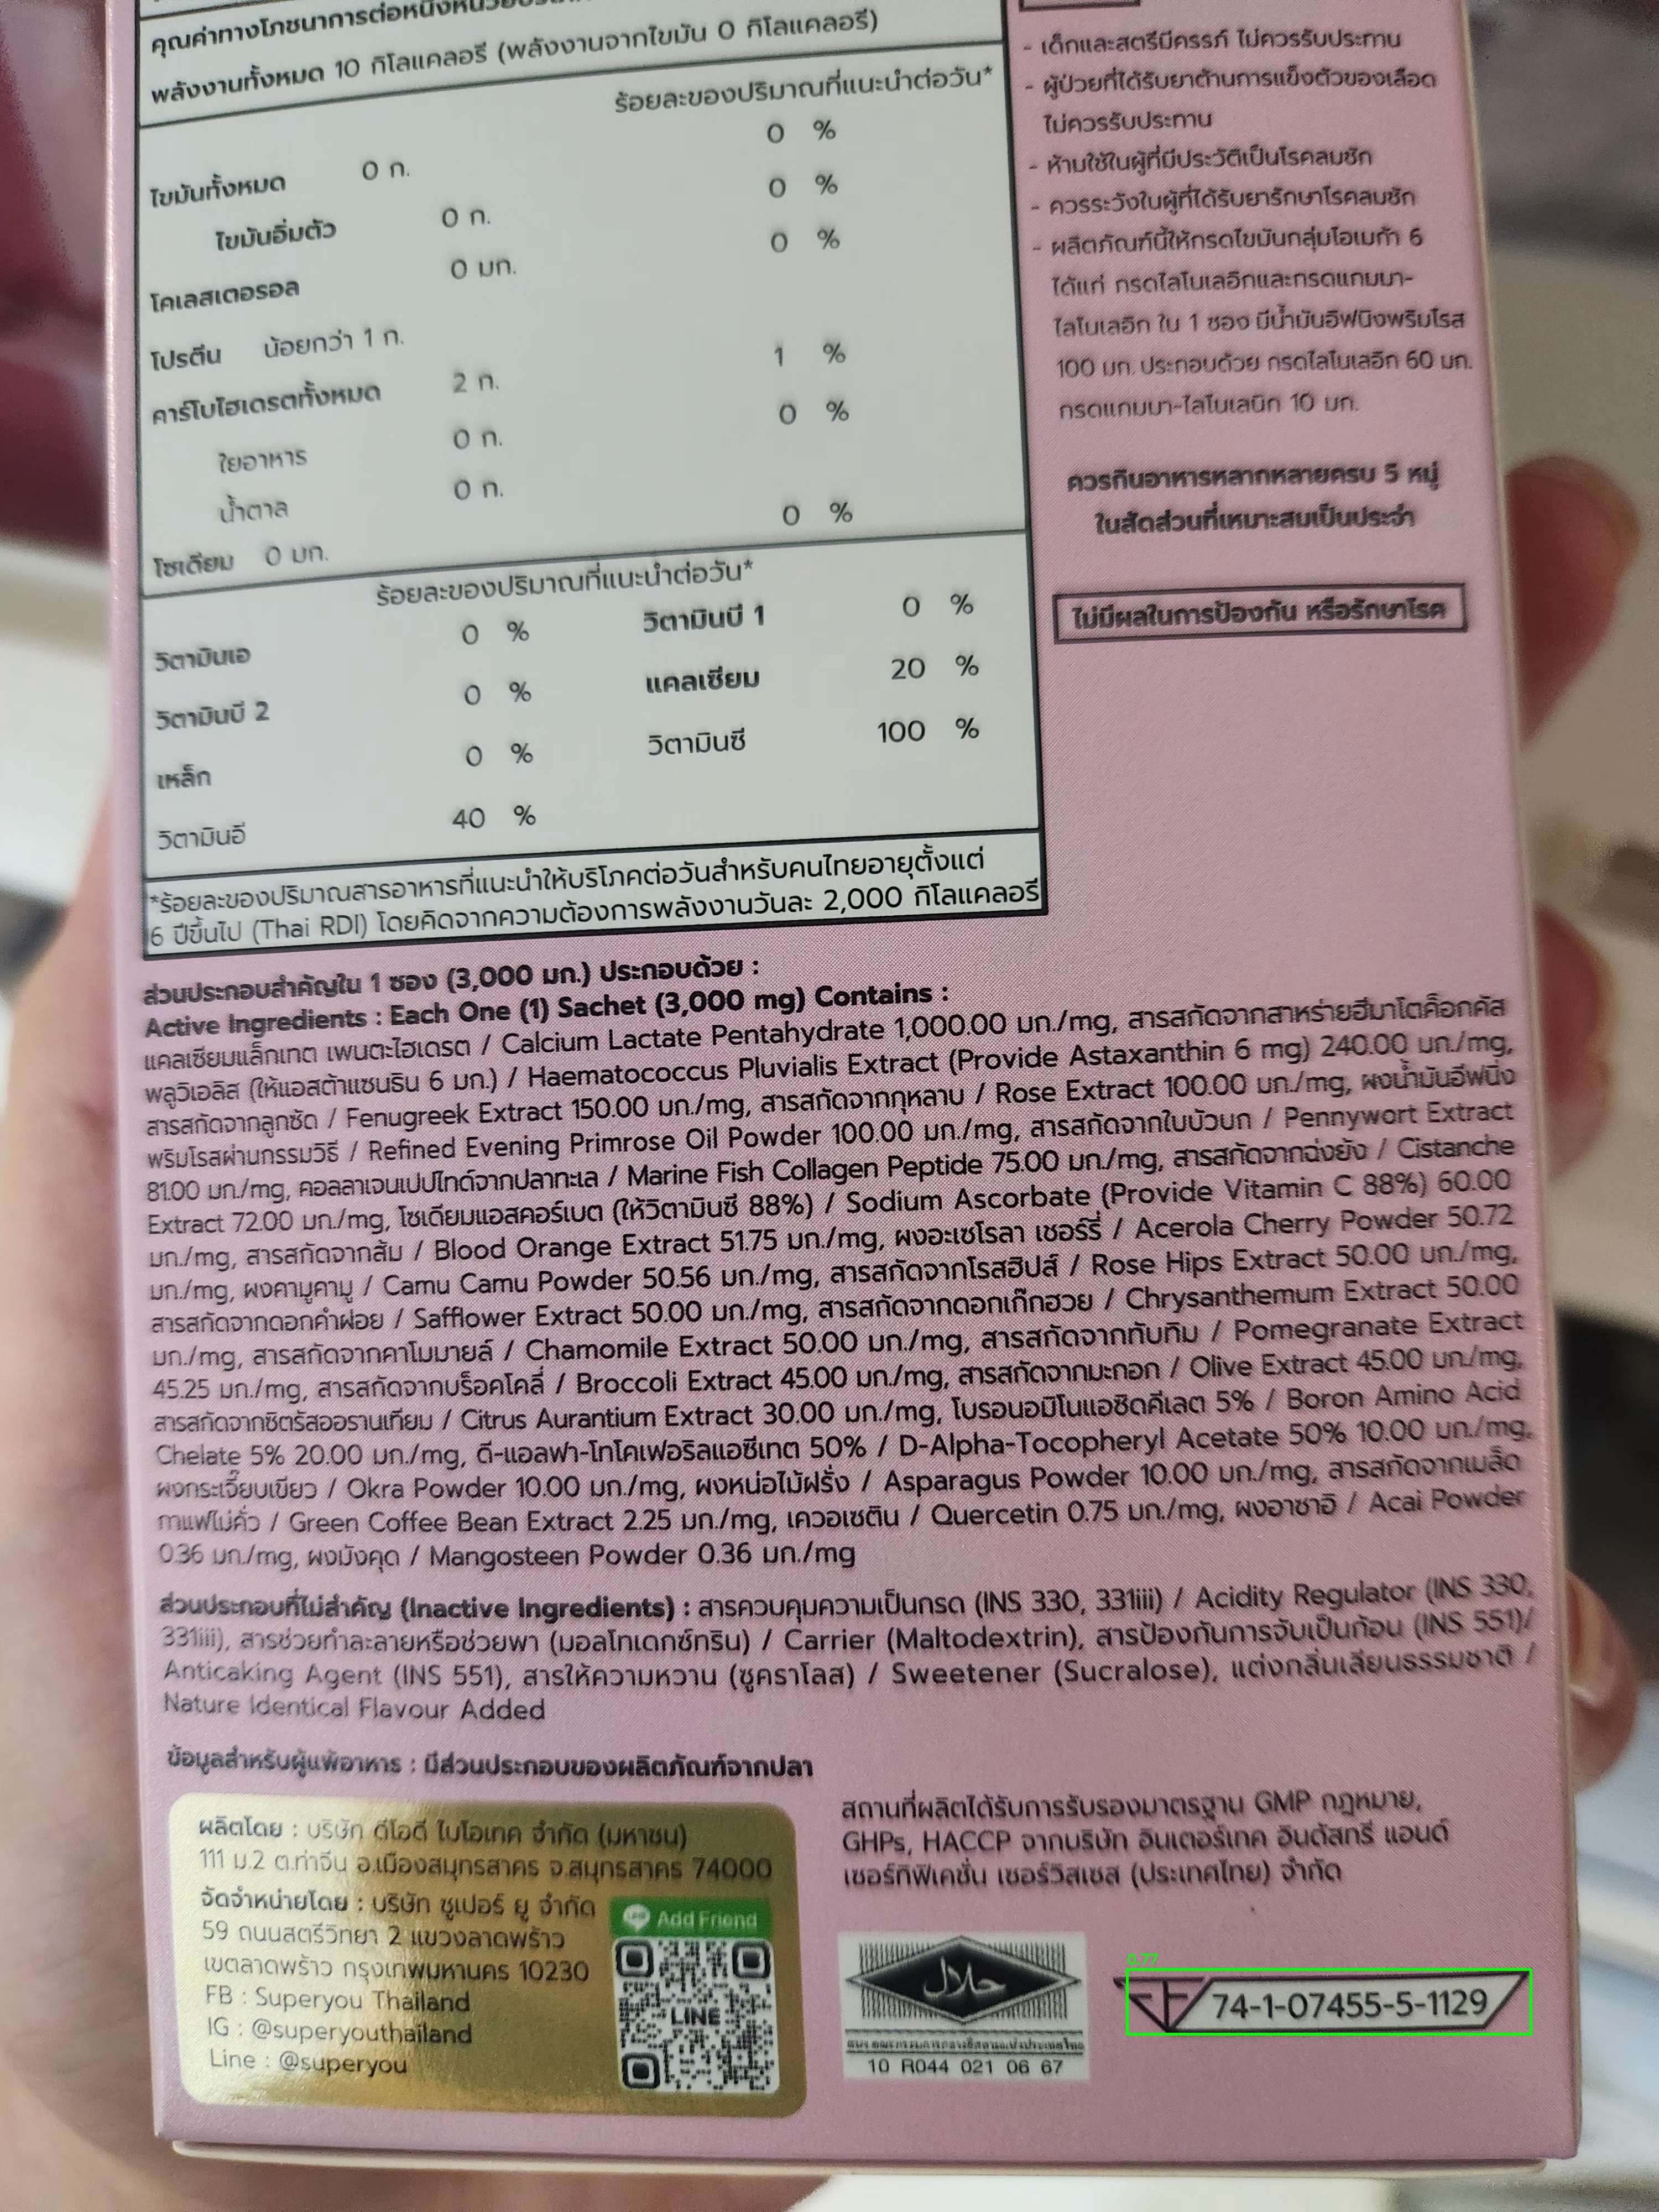 คุณค่าทางโภชนาการต่อหนึ่งหน่วยบริโภค
พลังงานทั้งหมด 10 กิโลแคลอรี (พลังงานจากไขมัน 0 กิโลแคลอรี)
ร้อยละของปริมาณที่แนะนำต่อวัน*
ไขมันทั้งหมด 0 ก. 0 %
ไขมันอิ่มตัว 0 ก. 0 %
โคเลสเตอรอล 0 มก. 0 %
โปรตีน น้อยกว่า 1 ก.
คาร์โบไฮเดรตทั้งหมด 2 ก. 1 %
ใยอาหาร 0 ก. 0 %
น้ำตาล 0 ก.
โซเดียม 0 มก. 0 %
ร้อยละของปริมาณที่แนะนำต่อวัน*
วิตามินเอ 0 % วิตามินบี 1 0 %
วิตามินบี 2 0 % แคลเซียม 20 %
เหล็ก 0 % วิตามินซี 100 %
วิตามินอี 40 %
*ร้อยละของปริมาณสารอาหารที่แนะนำให้บริโภคต่อวันสำหรับคนไทยอายุตั้งแต่
6 ปีขึ้นไป (Thai RDI) โดยคิดจากความต้องการพลังงานวันละ 2,000 กิโลแคลอรี
- เด็กและสตรีมีครรภ์ ไม่ควรรับประทาน
- ผู้ป่วยที่ได้รับยาต้านการแข็งตัวของเลือด
ไม่ควรรับประทาน
- ห้ามใช้ในผู้ที่มีประวัติเป็นโรคลมชัก
- ควรระวังในผู้ที่ได้รับยารักษาโรคลมชัก
- ผลิตภัณฑ์นี้ให้กรดไขมันกลุ่มโอเมก้า 6
ได้แก่ กรดไลโนเลอิกและกรดแกมมา-
ไลโนเลอิก ใน 1 ซอง มีน้ำมันอีฟนิงพริมโรส
100 มก. ประกอบด้วย กรดไลโนเลอิก 60 มก.
กรดแกมมา-ไลโนเลนิก 10 มก.
ควรกินอาหารหลากหลายครบ 5 หมู่
ในสัดส่วนที่เหมาะสมเป็นประจำ
ไม่มีผลในการป้องกัน หรือรักษาโรค
ส่วนประกอบสำคัญใน 1 ซอง (3,000 มก.) ประกอบด้วย :
Active Ingredients : Each One (1) Sachet (3,000 mg) Contains :
แคลเซียมแล็กเทต เพนตะไฮเดรต / Calcium Lactate Pentahydrate 1,000.00 มก./mg, สารสกัดจากสาหร่ายฮีมาโตค็อกคัส
พลูวิเอลิส (ให้แอสต้าแซนธิน 6 มก.) / Haematococcus Pluvialis Extract (Provide Astaxanthin 6 mg) 240.00 มก./mg,
สารสกัดจากลูกซัด / Fenugreek Extract 150.00 มก./mg, สารสกัดจากกุหลาบ / Rose Extract 100.00 มก./mg, ผงน้ำมันอีฟนิ่ง
พริมโรสผ่านกรรมวิธี / Refined Evening Primrose Oil Powder 100.00 มก./mg, สารสกัดจากใบบัวบก / Pennywort Extract
81.00 มก./mg, คอลลาเจนเปปไทด์จากปลาทะเล / Marine Fish Collagen Peptide 75.00 มก./mg, สารสกัดจากฉ่งยัง / Cistanche
Extract 72.00 มก./mg, โซเดียมแอสคอร์เบต (ให้วิตามินซี 88%) / Sodium Ascorbate (Provide Vitamin C 88%) 60.00
มก./mg, สารสกัดจากส้ม / Blood Orange Extract 51.75 มก./mg, ผงอะเซโรลา เชอร์รี่ / Acerola Cherry Powder 50.72
มก./mg, ผงคามูคามู / Camu Camu Powder 50.56 มก./mg, สารสกัดจากโรสฮิปส์ / Rose Hips Extract 50.00 มก./mg,
สารสกัดจากดอกคำฝอย / Safflower Extract 50.00 มก./mg, สารสกัดจากดอกเก๊กฮวย / Chrysanthemum Extract 50.00
มก./mg, สารสกัดจากคาโมมายล์ / Chamomile Extract 50.00 มก./mg, สารสกัดจากทับทิม / Pomegranate Extract
45.25 มก./mg, สารสกัดจากบร็อคโคลี่ / Broccoli Extract 45.00 มก./mg, สารสกัดจากมะกอก / Olive Extract 45.00 มก./mg,
สารสกัดจากซิตรัสออรานเทียม / Citrus Aurantium Extract 30.00 มก./mg, โบรอนอมิโนแอซิดคีเลต 5% / Boron Amino Acid
Chelate 5% 20.00 มก./mg, ดี-แอลฟา-โทโคเฟอริลแอซีเทต 50% / D-Alpha-Tocopheryl Acetate 50% 10.00 มก./mg,
ผงกระเจี๊ยบเขียว / Okra Powder 10.00 มก./mg, ผงหน่อไม้ฝรั่ง / Asparagus Powder 10.00 มก./mg, สารสกัดจากเมล็ด
กาแฟไม่คั่ว / Green Coffee Bean Extract 2.25 มก./mg, เควอเซติน / Quercetin 0.75 มก./mg, ผงอาซาอิ / Acai Powder
0.36 มก./mg, ผงมังคุด / Mangosteen Powder 0.36 มก./mg
ส่วนประกอบที่ไม่สำคัญ (Inactive Ingredients) : สารควบคุมความเป็นกรด (INS 330, 331iii) / Acidity Regulator (INS 330,
331iii), สารช่วยทำละลายหรือช่วยพา (มอลโทเดกซ์ทริน) / Carrier (Maltodextrin), สารป้องกันการจับเป็นก้อน (INS 551)/
Anticaking Agent (INS 551), สารให้ความหวาน (ซูคราโลส) / Sweetener (Sucralose), แต่งกลิ่นเลียนธรรมชาติ /
Nature Identical Flavour Added
ข้อมูลสำหรับผู้แพ้อาหาร : มีส่วนประกอบของผลิตภัณฑ์จากปลา
ผลิตโดย : บริษัท ดีโอดี ไบโอเทค จำกัด (มหาชน)
111 ม.2 ต.ท่าจีน อ.เมืองสมุทรสาคร จ.สมุทรสาคร 74000
จัดจำหน่ายโดย : บริษัท ซูเปอร์ ยู จำกัด
59 ถนนสตรีวิทยา 2 แขวงลาดพร้าว
เขตลาดพร้าว กรุงเทพมหานคร 10230
FB : Superyou Thailand
IG : @superyouthailand
Line : @superyou
Add Friend
LINE
สถานที่ผลิตได้รับการรับรองมาตรฐาน GMP กฎหมาย,
GHPs, HACCP จากบริษัท อินเตอร์เทค อินดัสทรี แอนด์
เซอร์ทิฟิเคชั่น เซอร์วิสเซส (ประเทศไทย) จำกัด
حلال
10 R044 021 06 67
0.77
74-1-07455-5-1129